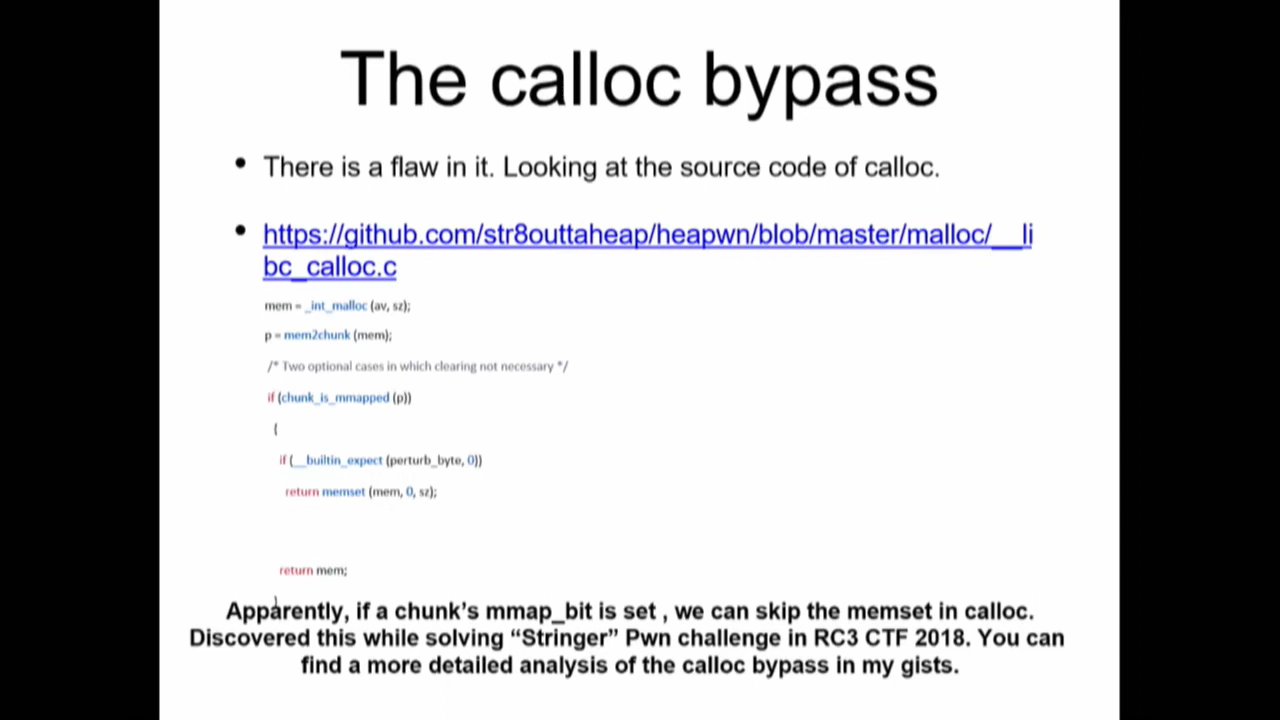 The calloc bypass
• There is a flaw in it. Looking at the source code of calloc.
• https://github.com/str8outtaheap/heapwn/blob/master/malloc/__li
bc_calloc.c
mem = _int_malloc (av, sz);
p = mem2chunk (mem);
/* Two optional cases in which clearing not necessary */
if (chunk_is_mmapped (p))
{
if (__builtin_expect (perturb_byte, 0))
return memset (mem, 0, sz);
return mem;
}
Apparently, if a chunk's mmap_bit is set , we can skip the memset in calloc.
Discovered this while solving “Stringer” Pwn challenge in RC3 CTF 2018. You can
find a more detailed analysis of the calloc bypass in my gists.